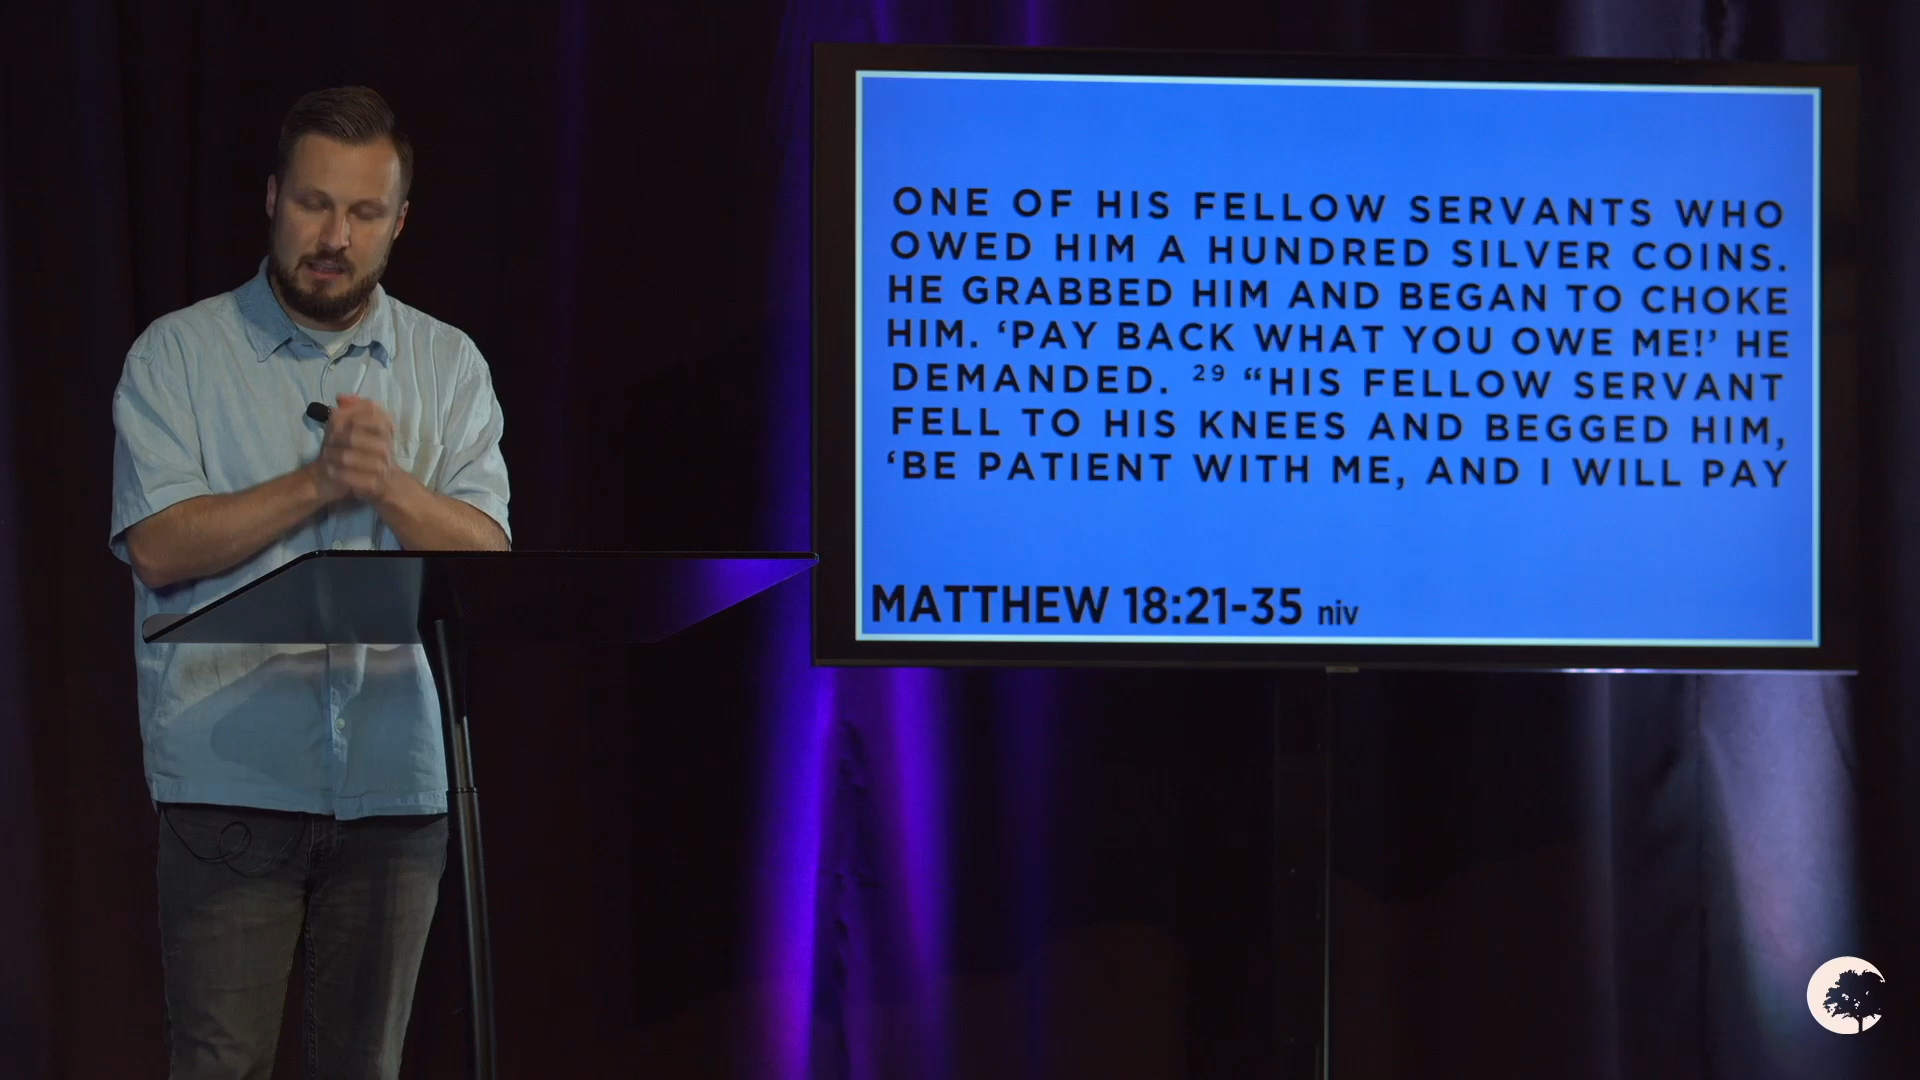 ONE OF HIS FELLOW SERVANTS WHO
OWED HIM A HUNDRED SILVER COINS.
HE GRABBED HIM AND BEGAN TO CHOKE
HIM. ‘PAY BACK WHAT YOU OWE ME!’ HE
DEMANDED. 29 “HIS FELLOW SERVANT
FELL TO HIS KNEES AND BEGGED HIM,
‘BE PATIENT WITH ME, AND I WILL PAY
MATTHEW 18:21-35 niv